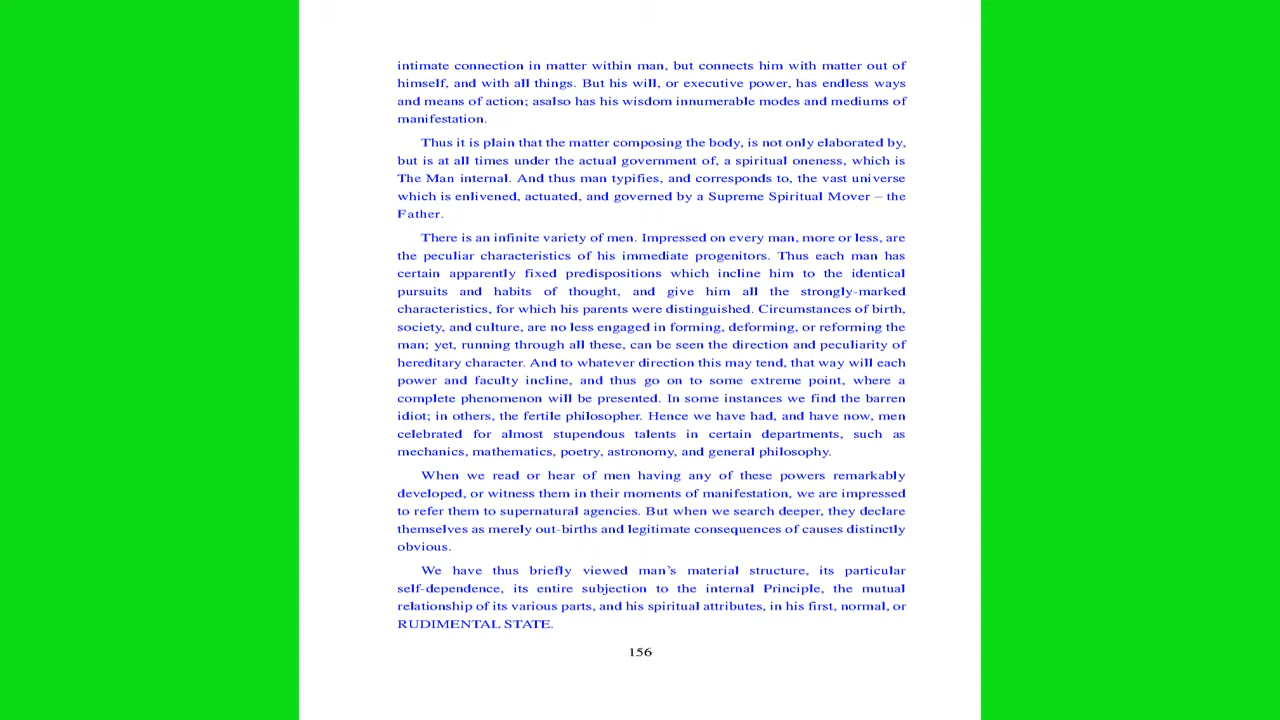 intimate connection in matter within man, but connects him with matter out of
himself, and with all things. But his will, or executive power, has endless ways
and means of action; asalso has his wisdom innumerable modes and mediums of
manifestation.
Thus it is plain that the matter composing the body, is not only elaborated by,
but is at all times under the actual government of, a spiritual oneness, which is
The Man internal. And thus man typifies, and corresponds to, the vast universe
which is enlivened, actuated, and governed by a Supreme Spiritual Mover – the
Father.
There is an infinite variety of men. Impressed on every man, more or less, are
the peculiar characteristics of his immediate progenitors. Thus each man has
certain apparently fixed predispositions which incline him to the identical
pursuits and habits of thought, and give him all the strongly-marked
characteristics, for which his parents were distinguished. Circumstances of birth,
society, and culture, are no less engaged in forming, deforming, or reforming the
man; yet, running through all these, can be seen the direction and peculiarity of
hereditary character. And to whatever direction this may tend, that way will each
power and faculty incline, and thus go on to some extreme point, where a
complete phenomenon will be presented. In some instances we find the barren
idiot; in others, the fertile philosopher. Hence we have had, and have now, men
celebrated for almost stupendous talents in certain departments, such as
mechanics, mathematics, poetry, astronomy, and general philosophy.
When we read or hear of men having any of these powers remarkably
developed, or witness them in their moments of manifestation, we are impressed
to refer them to supernatural agencies. But when we search deeper, they declare
themselves as merely out-births and legitimate consequences of causes distinctly
obvious.
We have thus briefly viewed man's material structure, its particular
self-dependence, its entire subjection to the internal Principle, the mutual
relationship of its various parts, and his spiritual attributes, in his first, normal, or
RUDIMENTAL STATE.
156